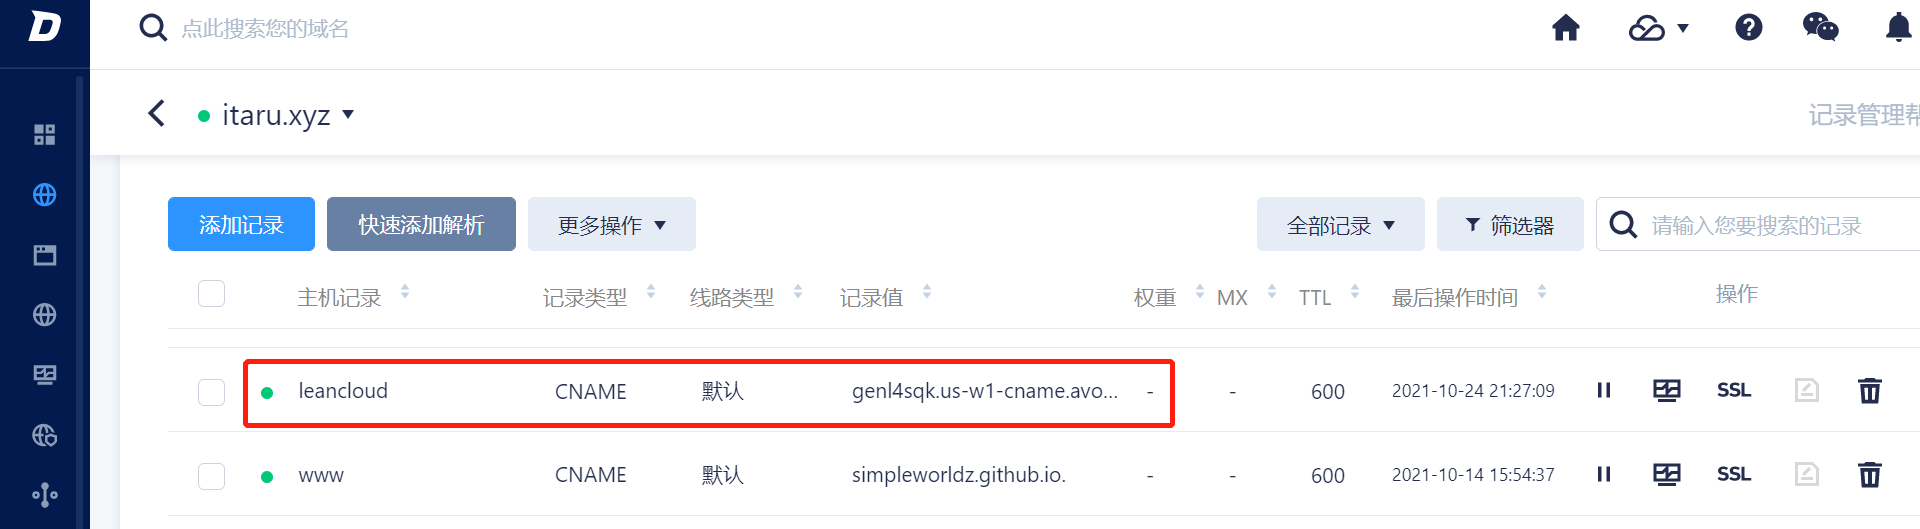 点此搜索您的域名
itaru.xyz
记录管理帮
添加记录 快速添加解析 更多操作 全部记录 筛选器 请输入您要搜索的记录
主机记录 记录类型 线路类型 记录值 权重 MX TTL 最后操作时间 操作
leancloud CNAME 默认 genl4sqk.us-w1-cname.avo... - - 600 2021-10-24 21:27:09 SSL
www CNAME 默认 simpleworldz.github.io. - - 600 2021-10-14 15:54:37 SSL